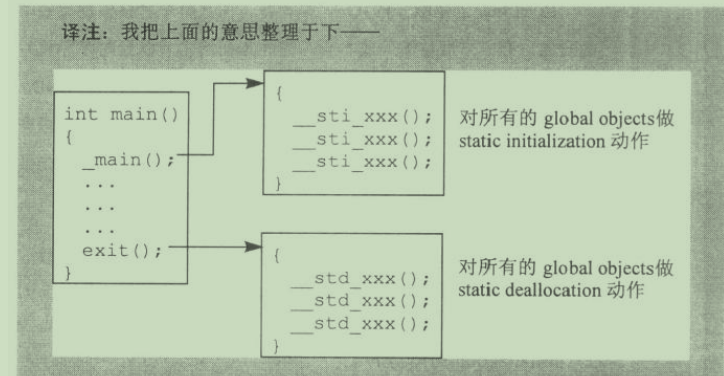 译注：我把上面的意思整理于下——
int main()
{
_main();
...
...
...
exit();
}
{
__sti_xxx();
__sti_xxx();
__sti_xxx();
}
对所有的 global objects做
static initialization 动作
{
__std_xxx();
__std_xxx();
__std_xxx();
}
对所有的 global objects做
static deallocation 动作